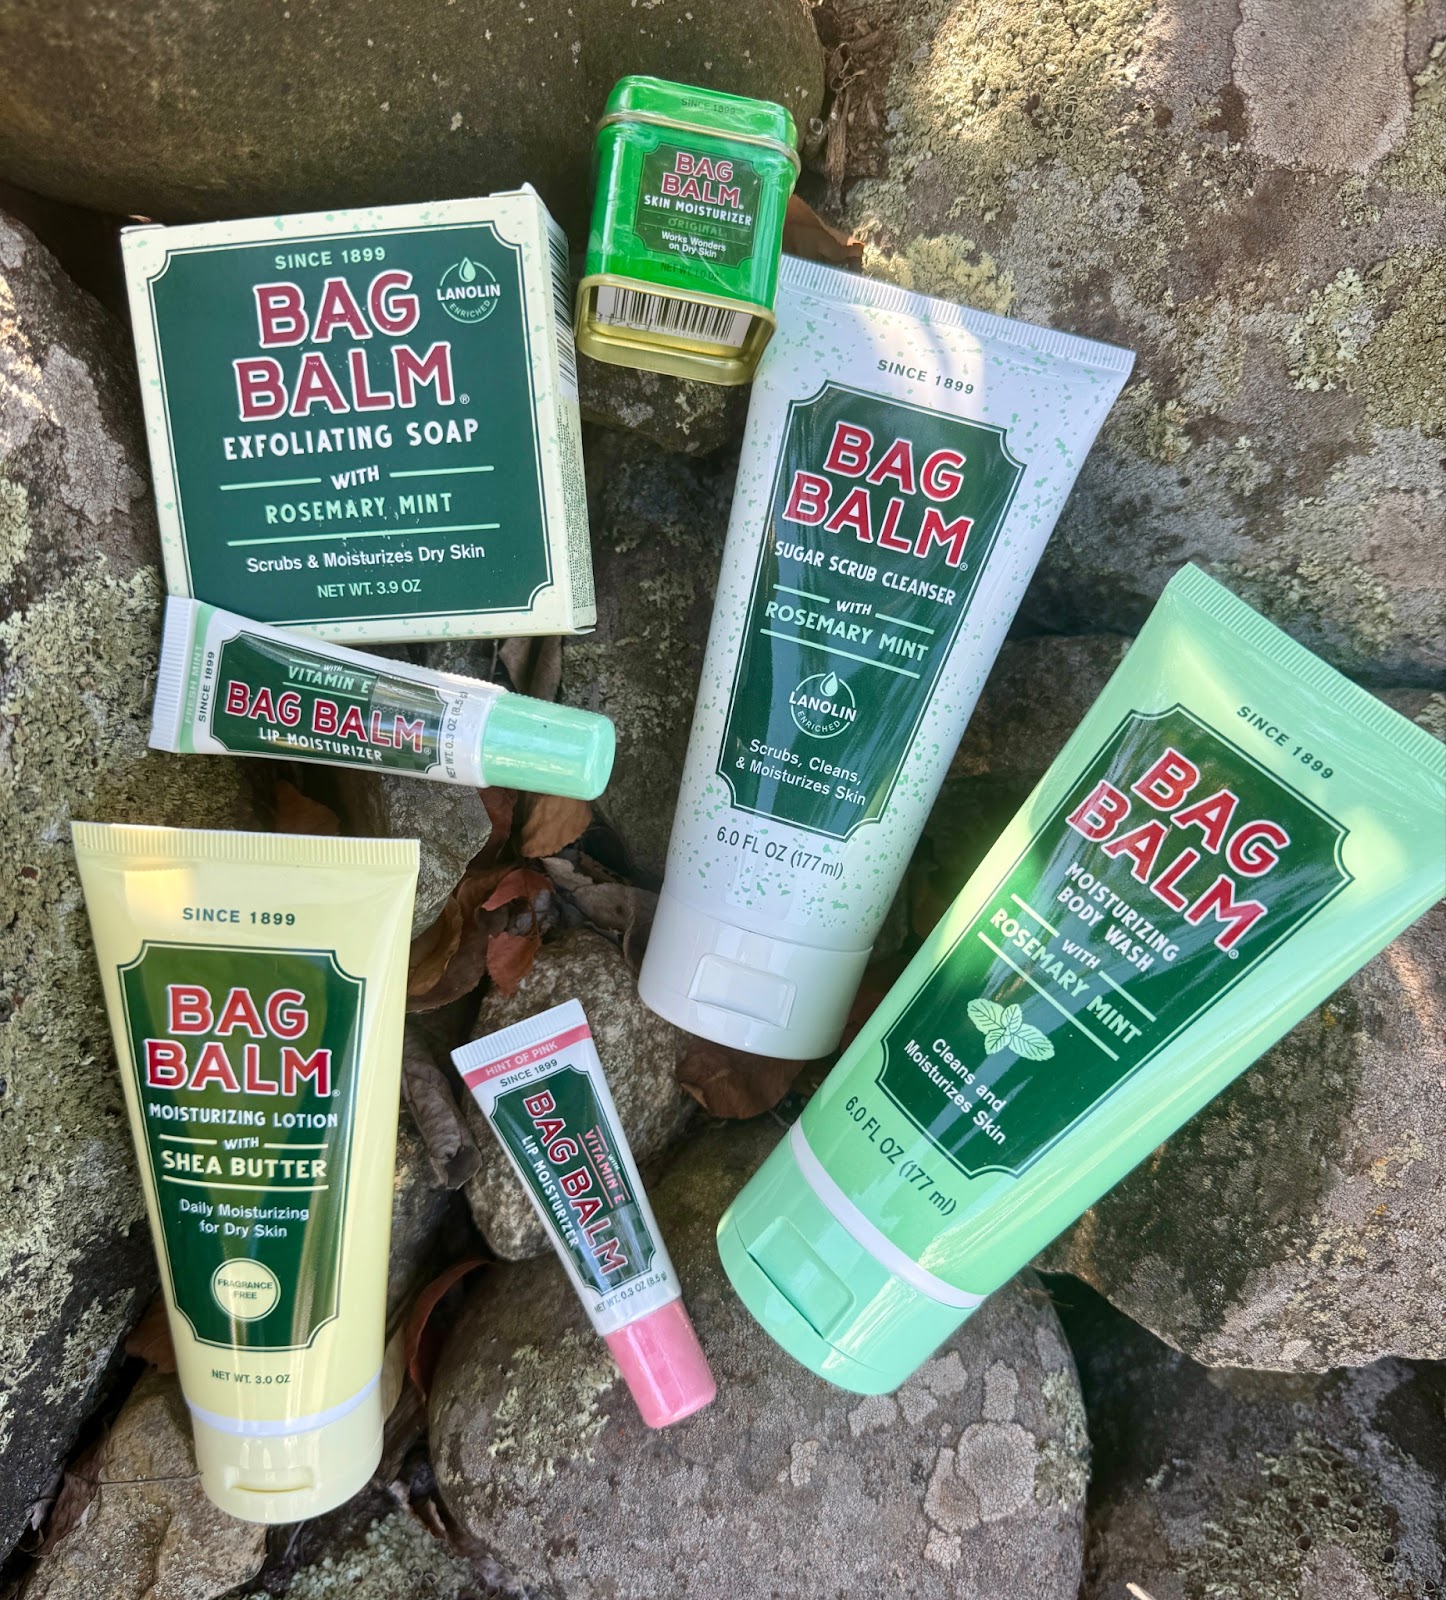 SINCE 1899
BAG
BALM®
SKIN MOISTURIZER
ORIGINAL
Works Wonders
on Dry Skin
SINCE 1899
LANOLIN
ENRICHED
BAG
BALM®
EXFOLIATING SOAP
WITH
ROSEMARY MINT
Scrubs & Moisturizes Dry Skin
NET WT. 3.9 OZ
SINCE 1899
BAG
BALM®
SUGAR SCRUB CLEANSER
WITH
ROSEMARY MINT
LANOLIN
ENRICHED
Scrubs, Cleans,
& Moisturizes Skin
6.0 FL OZ (177ml)
FRESH MINT
SINCE 1899
WITH
VITAMIN E
BAG BALM®
LIP MOISTURIZER
NET WT. 0.3 OZ (8.5 g)
SINCE 1899
BAG
BALM®
MOISTURIZING
BODY WASH
WITH
ROSEMARY MINT
Cleans and
Moisturizes Skin
6.0 FL OZ (177 ml)
SINCE 1899
BAG
BALM®
MOISTURIZING LOTION
WITH
SHEA BUTTER
Daily Moisturizing
for Dry Skin
FRAGRANCE
FREE
NET WT. 3.0 OZ
HINT OF PINK
SINCE 1899
WITH
VITAMIN E
BAG BALM
LIP MOISTURIZER
NET WT. 0.3 OZ (8.5 g)